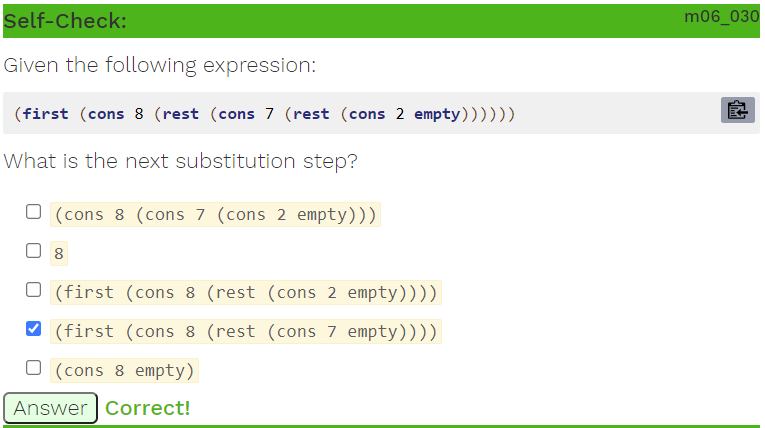 Self-Check: m06_030
Given the following expression:
(first (cons 8 (rest (cons 7 (rest (cons 2 empty))))))
What is the next substitution step?
(cons 8 (cons 7 (cons 2 empty)))
8
(first (cons 8 (rest (cons 2 empty))))
(first (cons 8 (rest (cons 7 empty))))
(cons 8 empty)
Answer Correct!